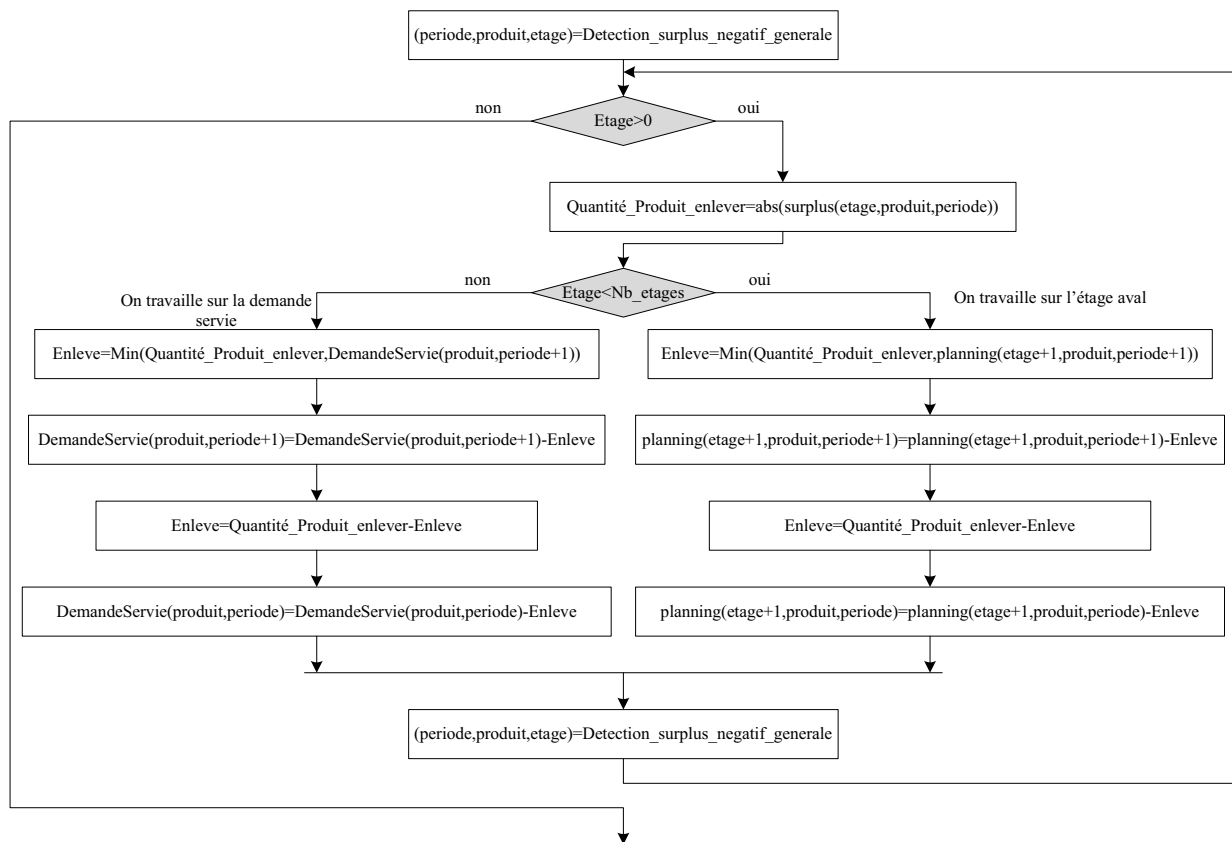 (periode,produit,etage)=Detection_surplus_negatif_generale
non
oui
Etage>0
Quantité_Produit_enlever=abs(surplus(etage,produit,periode))
non
oui
Etage<Nb_etages
On travaille sur la demande
servie
On travaille sur l’étage aval
Enleve=Min(Quantité_Produit_enlever,DemandeServie(produit,periode+1))
Enleve=Min(Quantité_Produit_enlever,planning(etage+1,produit,periode+1))
DemandeServie(produit,periode+1)=DemandeServie(produit,periode+1)-Enleve
planning(etage+1,produit,periode+1)=planning(etage+1,produit,periode+1)-Enleve
Enleve=Quantité_Produit_enlever-Enleve
Enleve=Quantité_Produit_enlever-Enleve
DemandeServie(produit,periode)=DemandeServie(produit,periode)-Enleve
planning(etage+1,produit,periode)=planning(etage+1,produit,periode)-Enleve
(periode,produit,etage)=Detection_surplus_negatif_generale